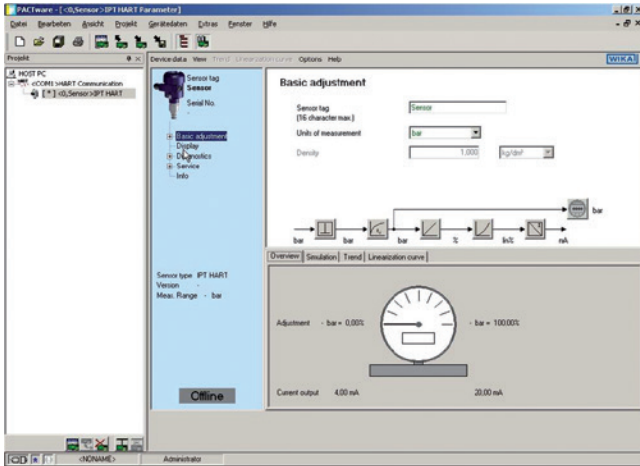 PACTware - [<0,Sensor>IPT HART Parameter]
Datei Bearbeiten Ansicht Projekt Gerätedaten Extras Fenster Hilfe
Projekt
Device data View Trend Linearization curve Options Help
WIKAI
HOST PC
<COM1>HART Communication
[ * ] <0,Sensor>IPT HART
Sensor tag
Sensor
Serial No.
-
Basic adjustment
Display
Diagnostics
Service
Info
Sensor type IPT HART
Version -
Meas. Range - bar
Offline
Basic adjustment
Sensor tag
(16 character max.)
Sensor
Units of measurement
bar
Density
1,000
kg/dm³
bar
bar bar bar % lin% mA
Overview Simulation Trend Linearization curve
Adjustment - bar = 0,00% - bar = 100,00%
Current output 4,00 mA 20,00 mA
<NONAME> Administrator